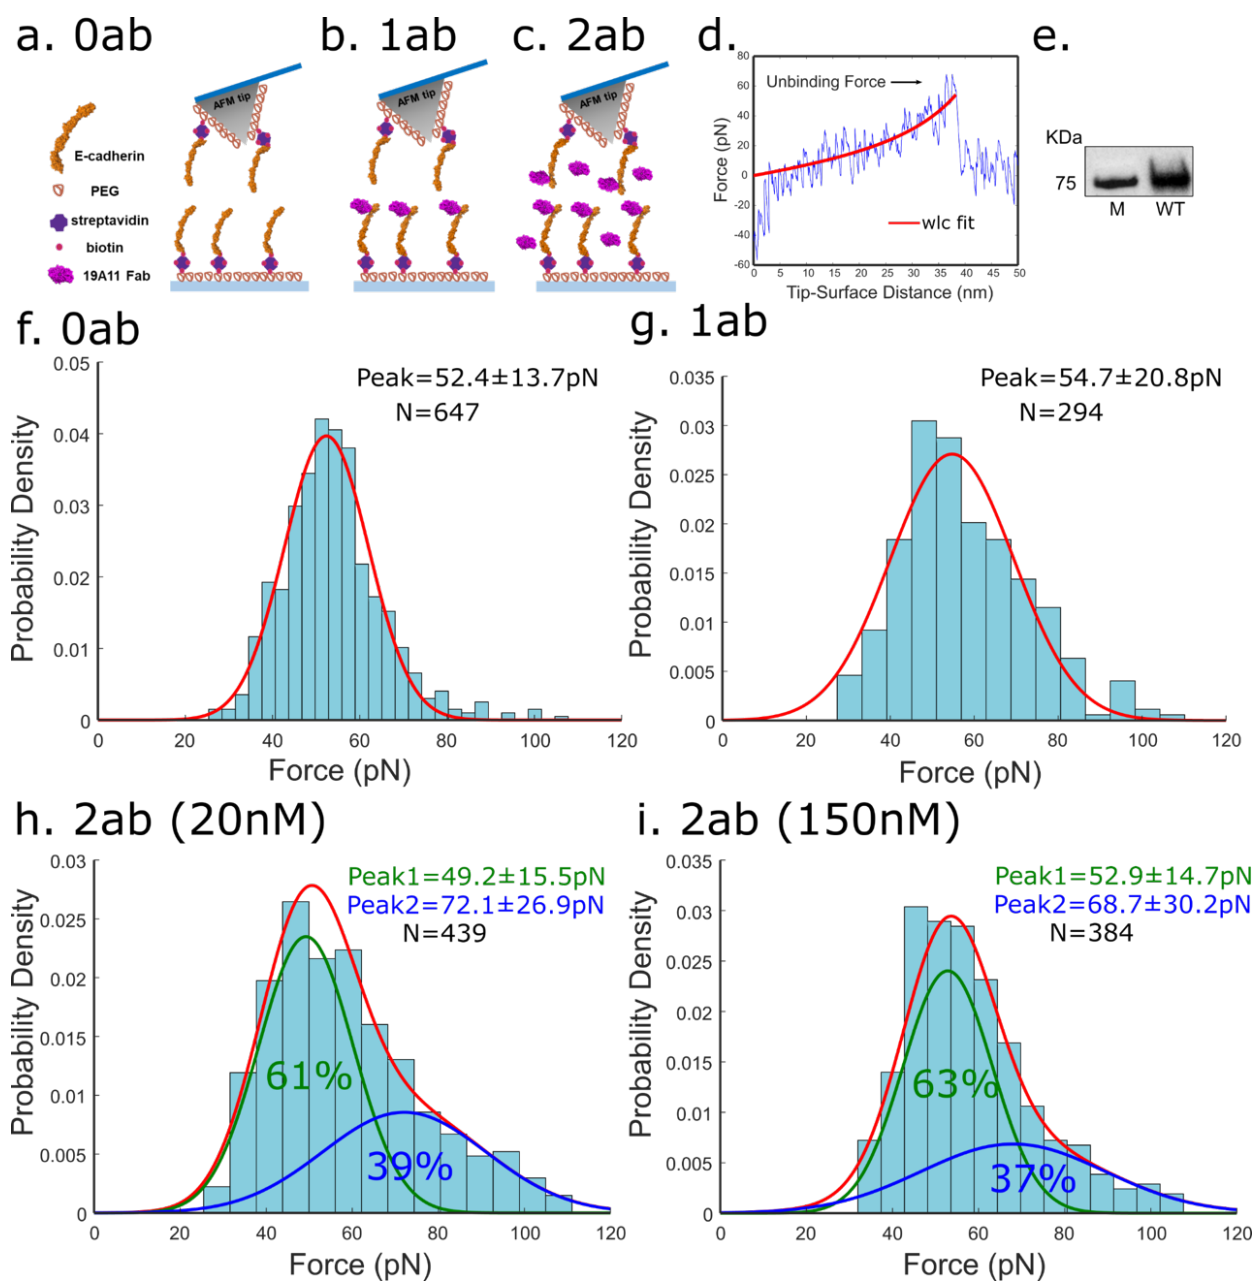 a. 0ab
b. 1ab
c. 2ab
d.
e.
AFM tip
AFM tip
AFM tip
E-cadherin
PEG
streptavidin
biotin
19A11 Fab
Force (pN)
80
60
40
20
0
-20
-40
-60
Unbinding Force
wlc fit
0 5 10 15 20 25 30 35 40 45 50
Tip-Surface Distance (nm)
KDa
75
M WT
f. 0ab
Probability Density
0.05
0.04
0.03
0.02
0.01
0
Peak=52.4±13.7pN
N=647
0 20 40 60 80 100 120
Force (pN)
g. 1ab
Probability Density
0.035
0.03
0.025
0.02
0.015
0.01
0.005
0
Peak=54.7±20.8pN
N=294
0 20 40 60 80 100 120
Force (pN)
h. 2ab (20nM)
Probability Density
0.03
0.025
0.02
0.015
0.01
0.005
0
Peak1=49.2±15.5pN
Peak2=72.1±26.9pN
N=439
61%
39%
0 20 40 60 80 100 120
Force (pN)
i. 2ab (150nM)
Probability Density
0.035
0.03
0.025
0.02
0.015
0.01
0.005
0
Peak1=52.9±14.7pN
Peak2=68.7±30.2pN
N=384
63%
37%
0 20 40 60 80 100 120
Force (pN)